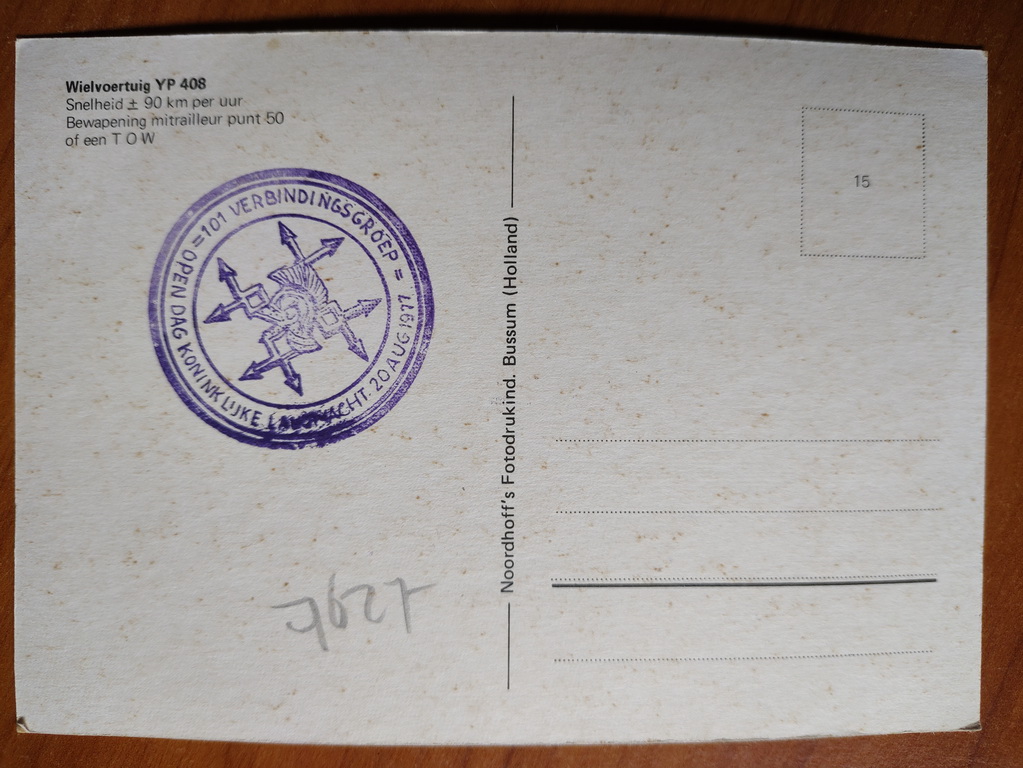 Wielvoertuig YP 408
Snelheid ± 90 km per uur
Bewapening mitrailleur punt 50
of een T O W
=101 VERBINDINGSGROEP=
OPEN DAG KONINKLIJKE LANDMACHT. 20 AUG 1977
Noordhoff's Fotodrukind. Bussum (Holland)
15